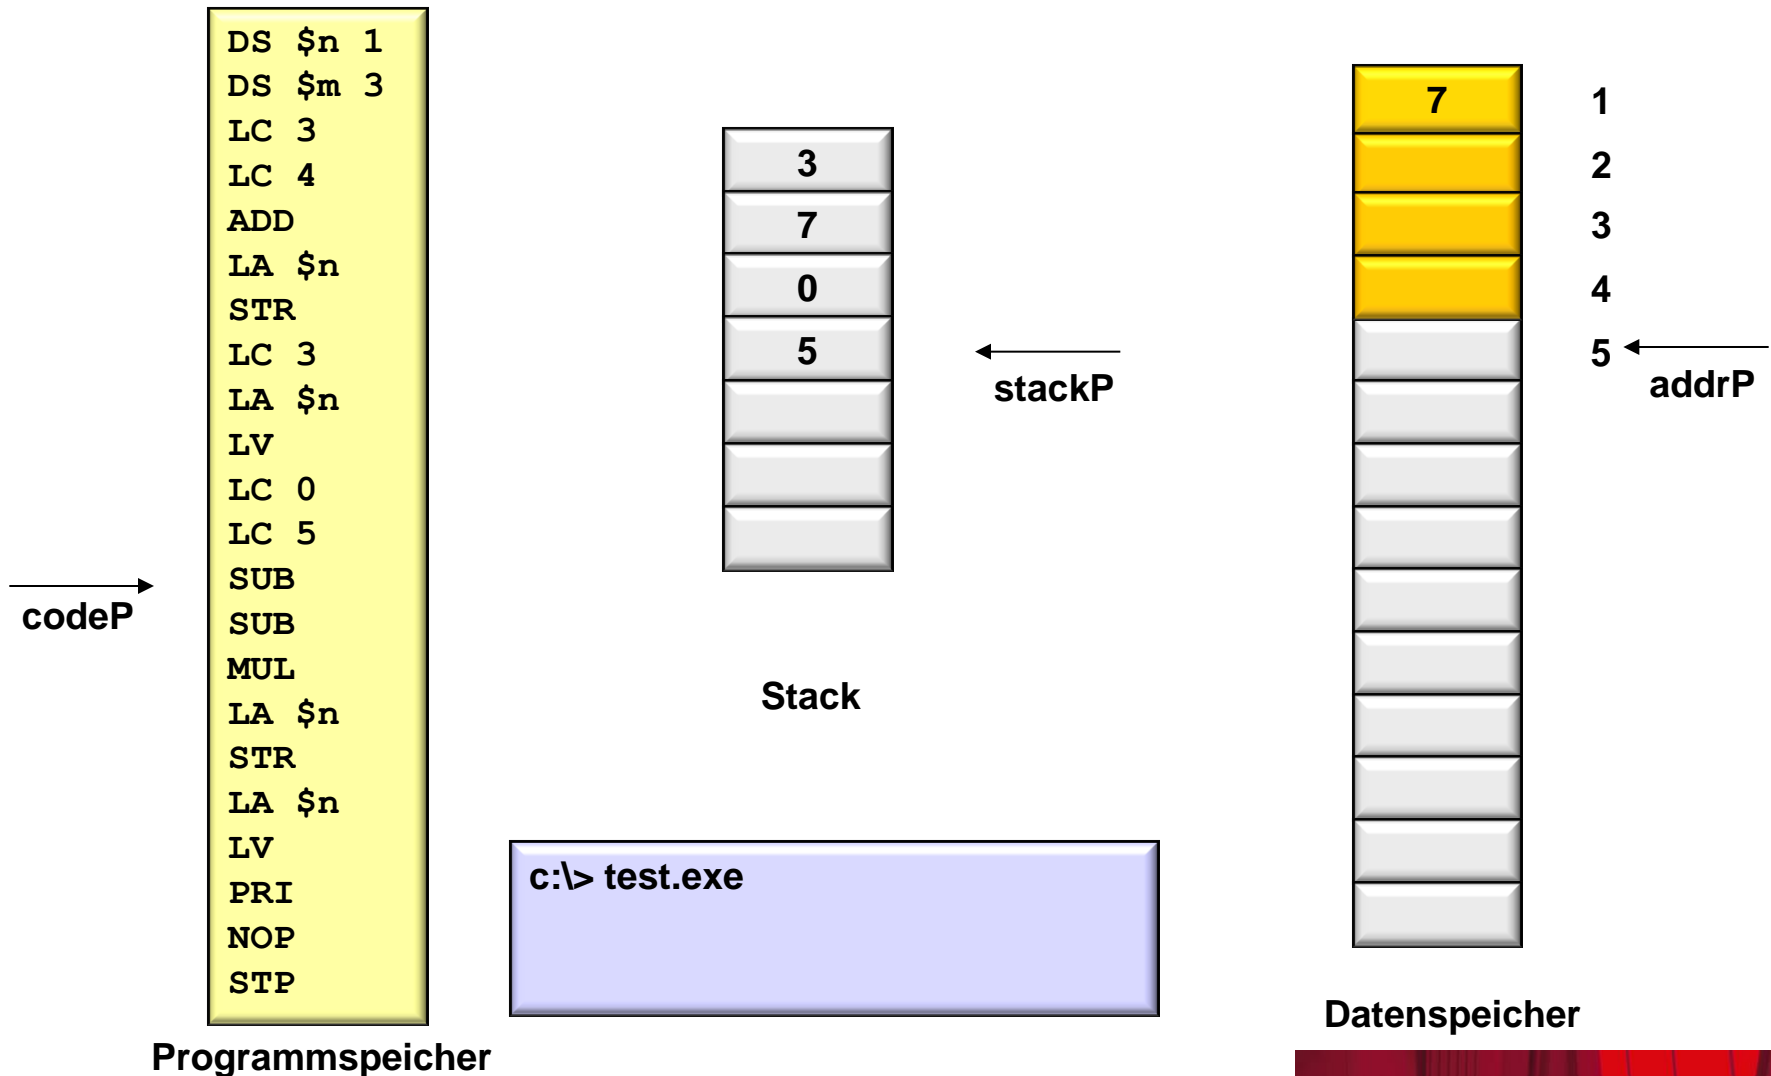 DS $n 1
DS $m 3
LC 3
LC 4
ADD
LA $n
STR
LC 3
LA $n
LV
LC 0
LC 5
SUB
SUB
MUL
LA $n
STR
LA $n
LV
PRI
NOP
STP
codeP
Programmspeicher
3
7
0
5
stackP
Stack
c:\> test.exe
7
1
2
3
4
5
addrP
Datenspeicher